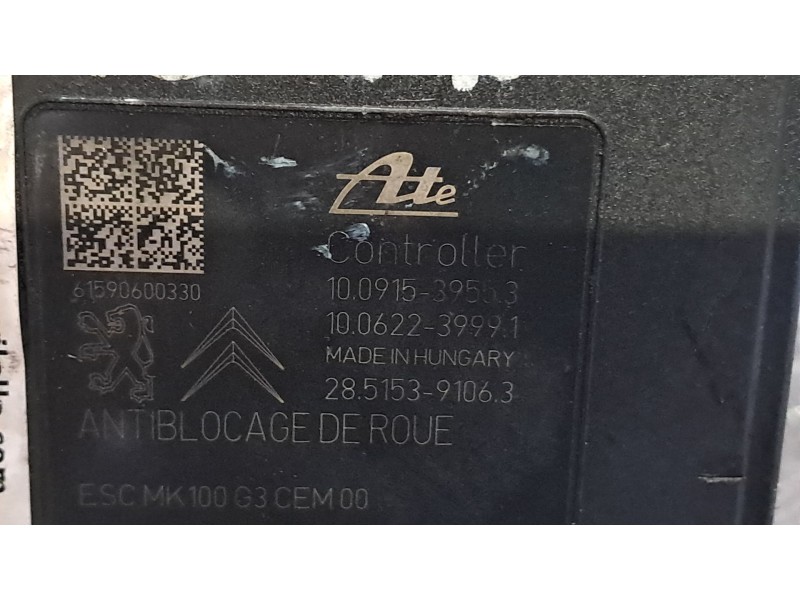 Ate
Controller
61590600330
10.0915-3955.3
10.0622-3999.1
MADE IN HUNGARY
28.5153-9106.3
ANTIBLOCAGE DE ROUE
ESC MK100 G3 CEM 00